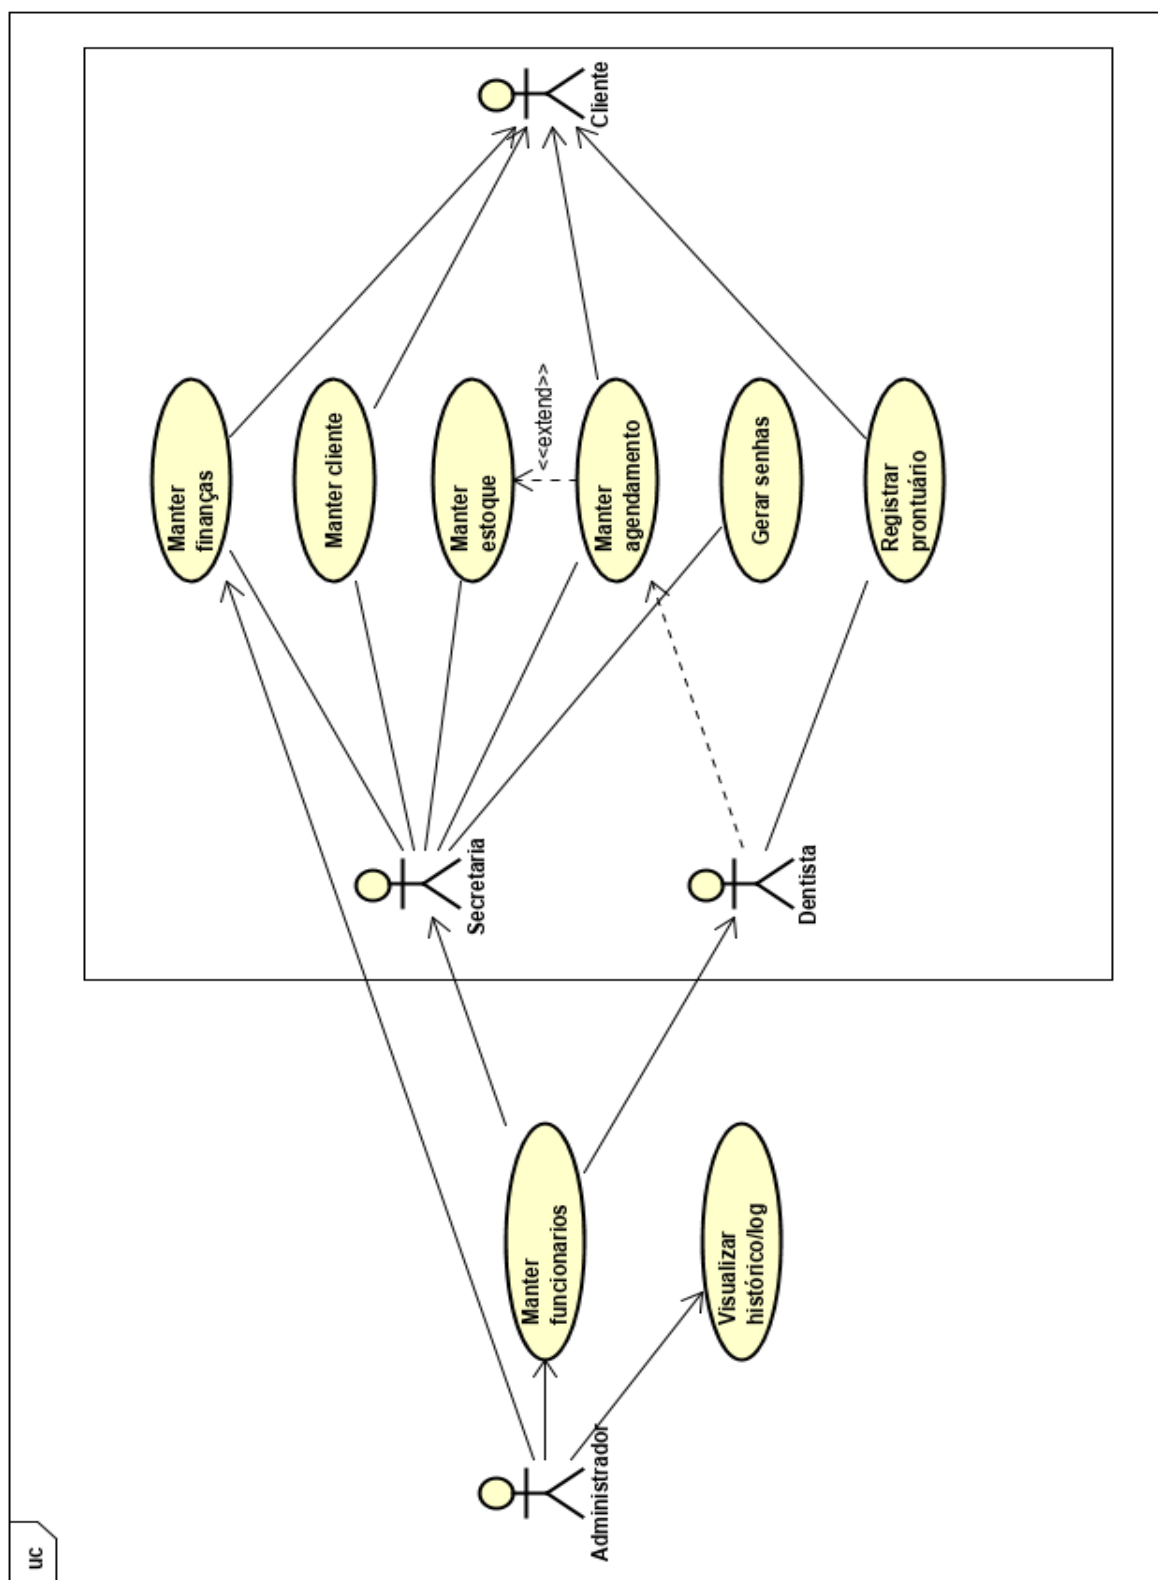 uc
Administrador
Manter
funcionarios
Visualizar
histórico/log
Secretaria
Dentista
Manter
finanças
Manter cliente
Manter
estoque
<<extend>>
Manter
agendamento
Gerar senhas
Registrar
prontuário
Cliente